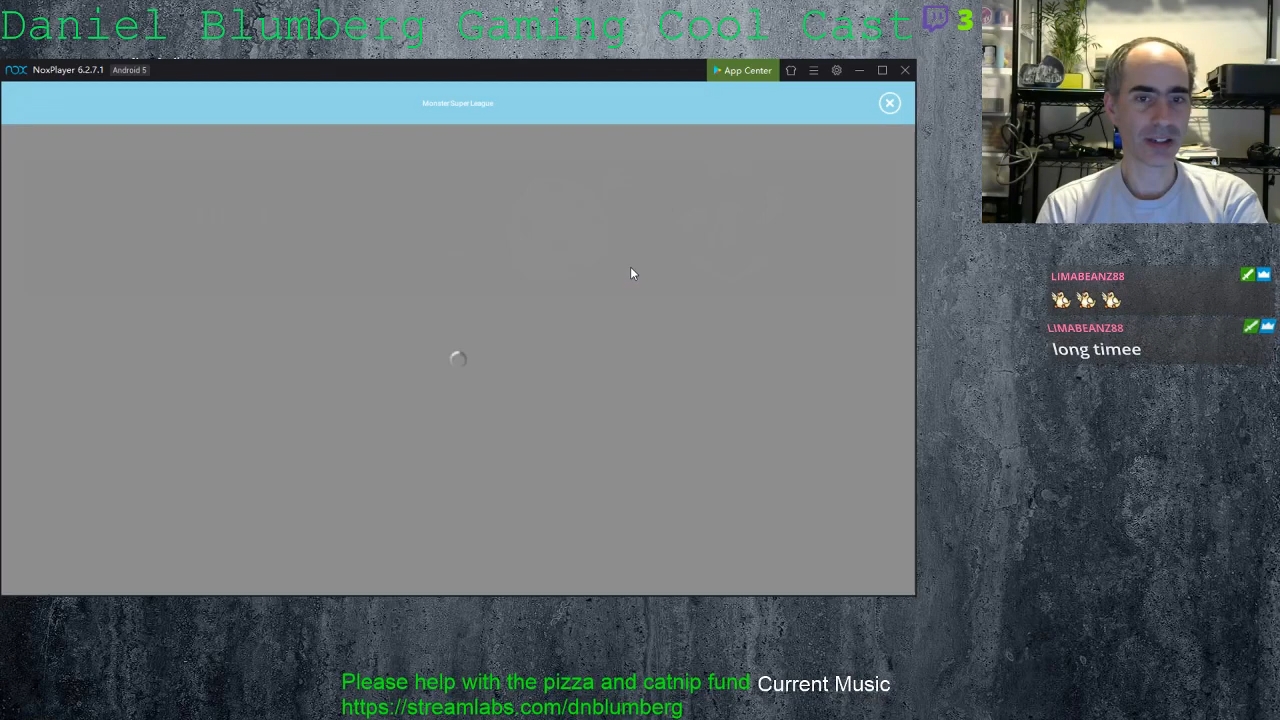 Daniel Blumberg Gaming Cool Cast
3
nox NoxPlayer 6.2.7.1 Android 5
App Center
Monster Super League
LIMABEANZ88
LIMABEANZ88
long timee
Please help with the pizza and catnip fund
https://streamlabs.com/dnblumberg
Current Music